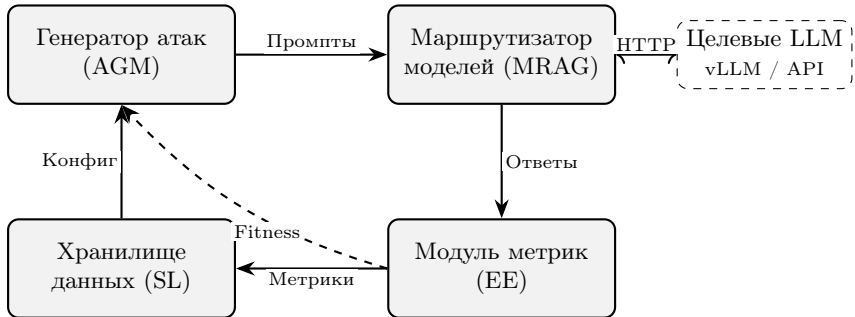 Генератор атак
(AGM)
Промпты
Маршрутизатор
моделей (MRAG)
HTTP
Целевые LLM
vLLM / API
Конфиг
Ответы
Fitness
Хранилище
данных (SL)
Метрики
Модуль метрик
(EE)